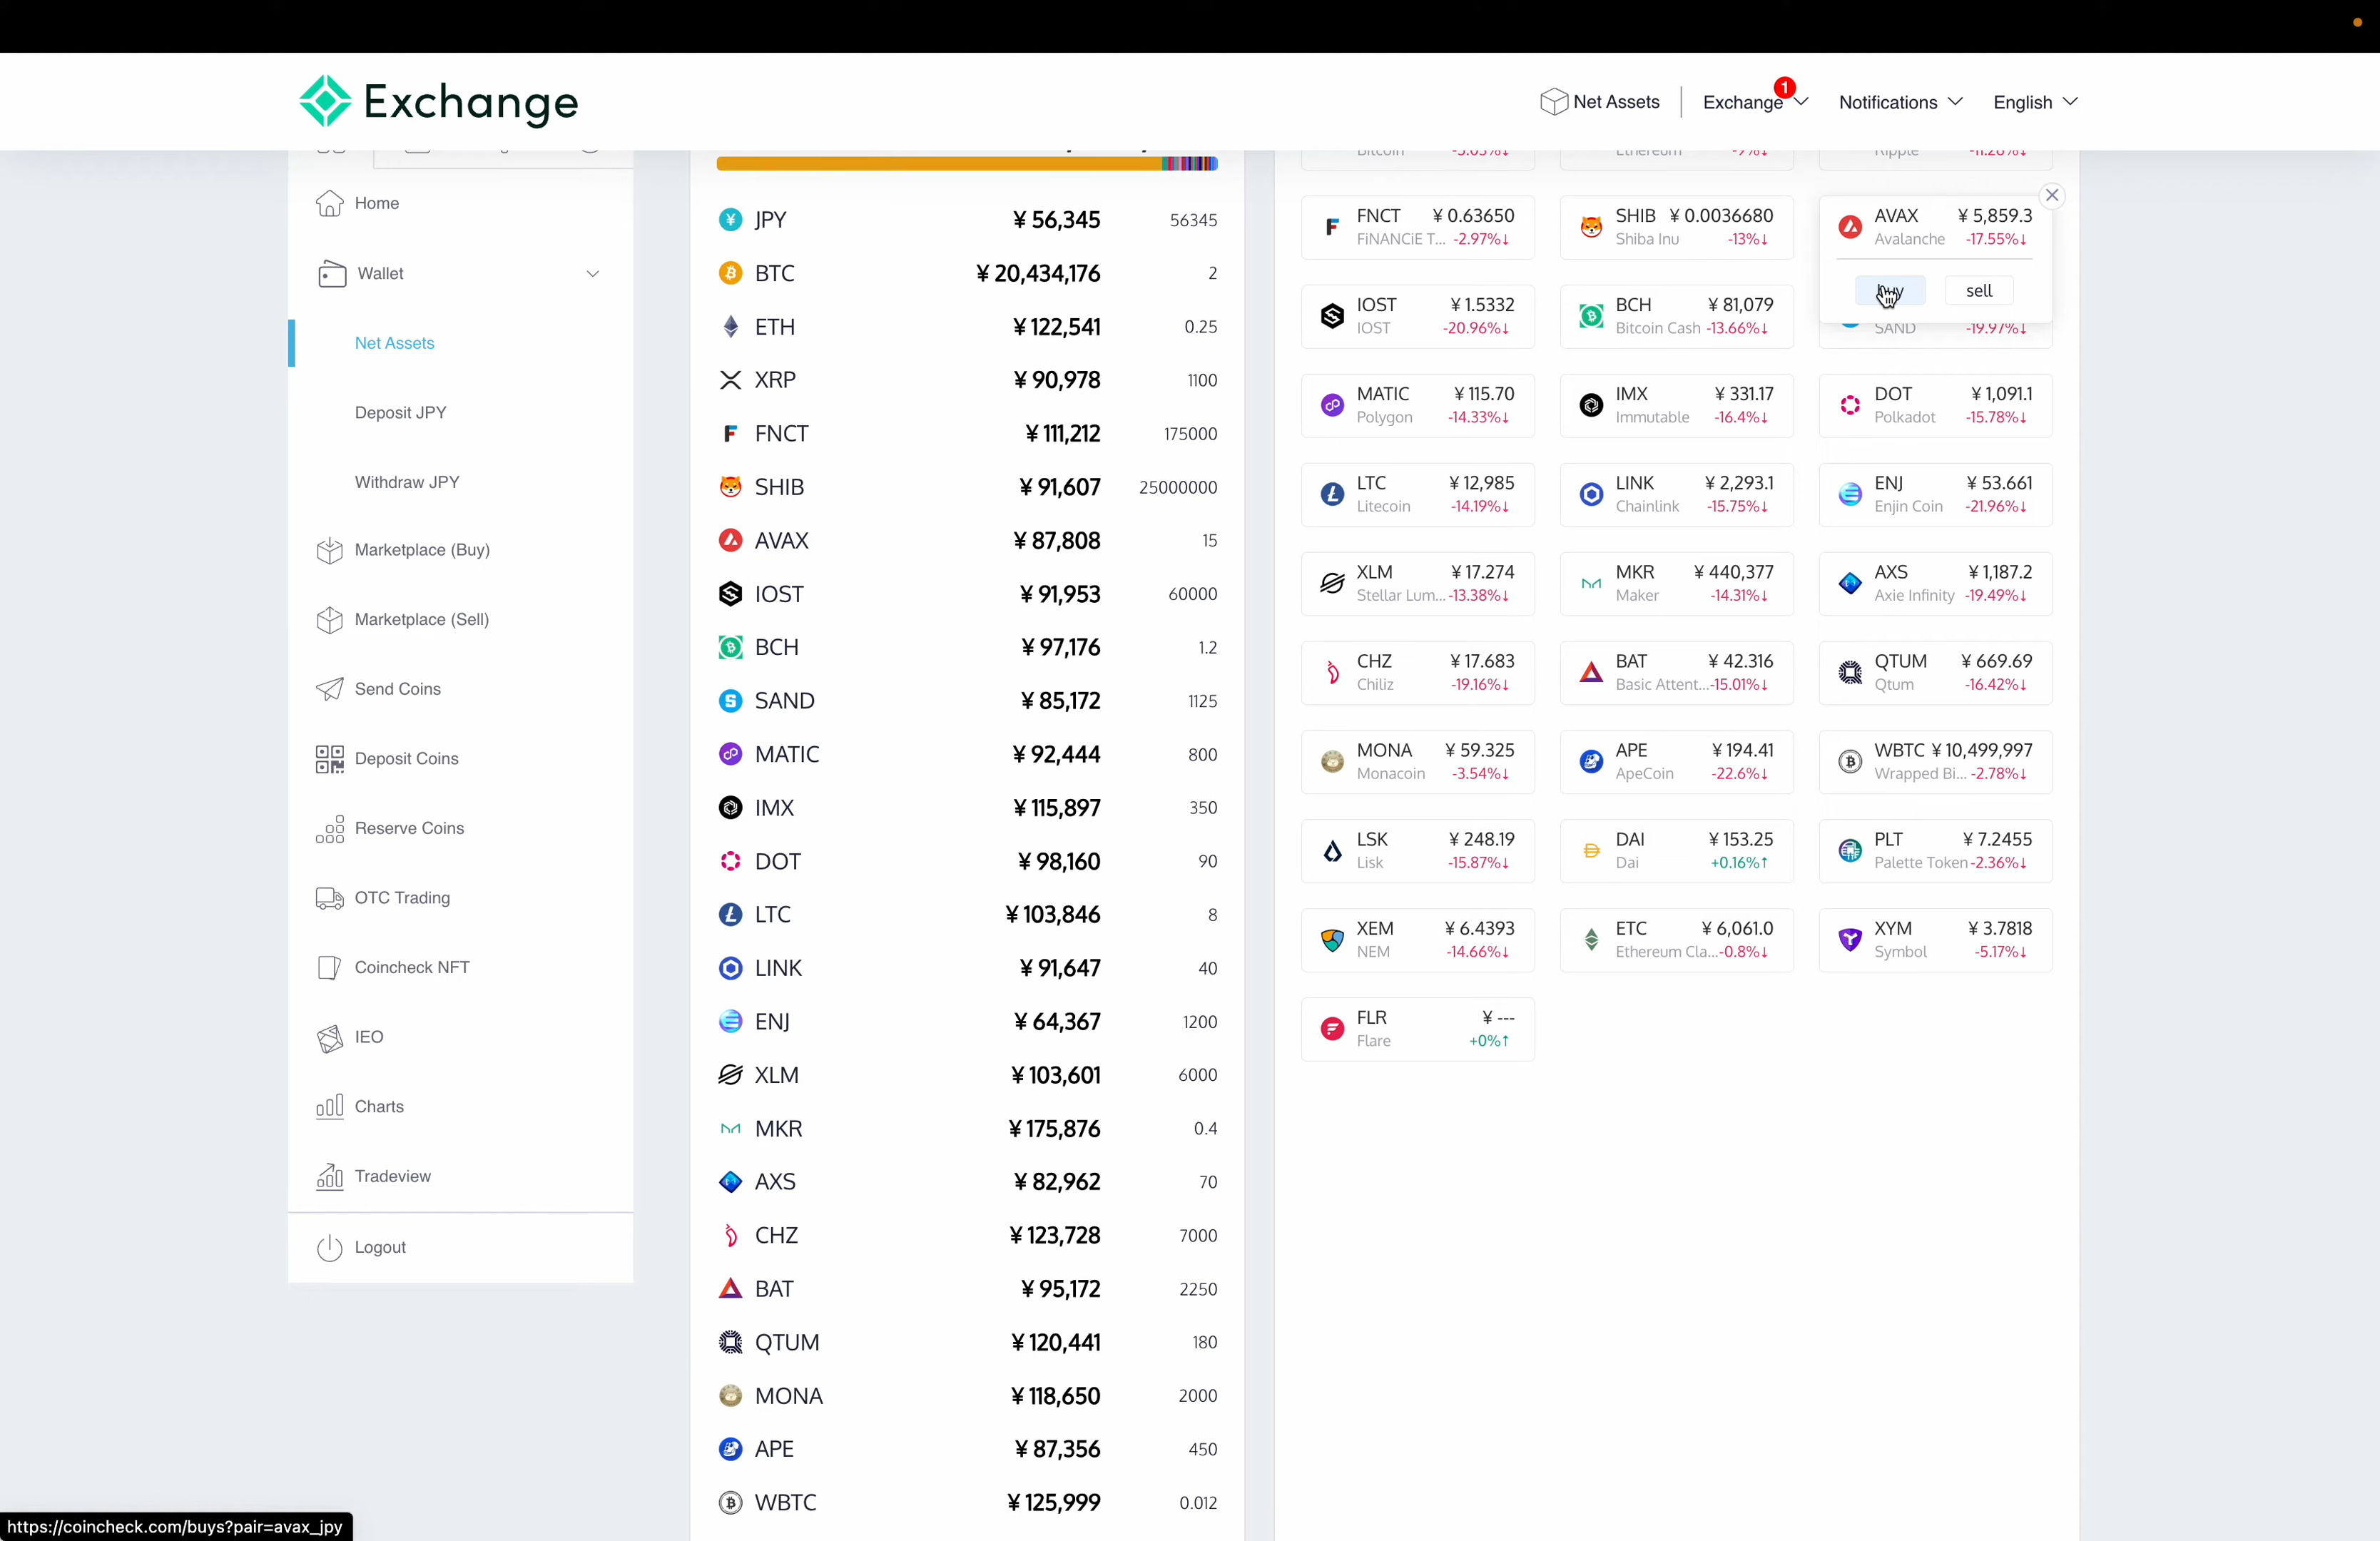 Exchange
Net Assets
Exchange
1
Notifications
English
Home
Wallet
Net Assets
Deposit JPY
Withdraw JPY
Marketplace (Buy)
Marketplace (Sell)
Send Coins
Deposit Coins
Reserve Coins
OTC Trading
Coincheck NFT
IEO
Charts
Tradeview
Logout
JPY ¥ 56,345 56345
BTC ¥ 20,434,176 2
ETH ¥ 122,541 0.25
XRP ¥ 90,978 1100
FNCT ¥ 111,212 175000
SHIB ¥ 91,607 25000000
AVAX ¥ 87,808 15
IOST ¥ 91,953 60000
BCH ¥ 97,176 1.2
SAND ¥ 85,172 1125
MATIC ¥ 92,444 800
IMX ¥ 115,897 350
DOT ¥ 98,160 90
LTC ¥ 103,846 8
LINK ¥ 91,647 40
ENJ ¥ 64,367 1200
XLM ¥ 103,601 6000
MKR ¥ 175,876 0.4
AXS ¥ 82,962 70
CHZ ¥ 123,728 7000
BAT ¥ 95,172 2250
QTUM ¥ 120,441 180
MONA ¥ 118,650 2000
APE ¥ 87,356 450
WBTC ¥ 125,999 0.012
FNCT ¥ 0.63650
FiNANCiE T... -2.97%↓
SHIB ¥ 0.0036680
Shiba Inu -13%↓
AVAX ¥ 5,859.3
Avalanche -17.55%↓
buy sell
IOST ¥ 1.5332
IOST -20.96%↓
BCH ¥ 81,079
Bitcoin Cash -13.66%↓
SAND -19.97%↓
MATIC ¥ 115.70
Polygon -14.33%↓
IMX ¥ 331.17
Immutable -16.4%↓
DOT ¥ 1,091.1
Polkadot -15.78%↓
LTC ¥ 12,985
Litecoin -14.19%↓
LINK ¥ 2,293.1
Chainlink -15.75%↓
ENJ ¥ 53.661
Enjin Coin -21.96%↓
XLM ¥ 17.274
Stellar Lum... -13.38%↓
MKR ¥ 440,377
Maker -14.31%↓
AXS ¥ 1,187.2
Axie Infinity -19.49%↓
CHZ ¥ 17.683
Chiliz -19.16%↓
BAT ¥ 42.316
Basic Attent... -15.01%↓
QTUM ¥ 669.69
Qtum -16.42%↓
MONA ¥ 59.325
Monacoin -3.54%↓
APE ¥ 194.41
ApeCoin -22.6%↓
WBTC ¥ 10,499,997
Wrapped Bi... -2.78%↓
LSK ¥ 248.19
Lisk -15.87%↓
DAI ¥ 153.25
Dai +0.16%↑
PLT ¥ 7.2455
Palette Token -2.36%↓
XEM ¥ 6.4393
NEM -14.66%↓
ETC ¥ 6,061.0
Ethereum Cla... -0.8%↓
XYM ¥ 3.7818
Symbol -5.17%↓
FLR ¥ ---
Flare +0%↑
https://coincheck.com/buys?pair=avax_jpy